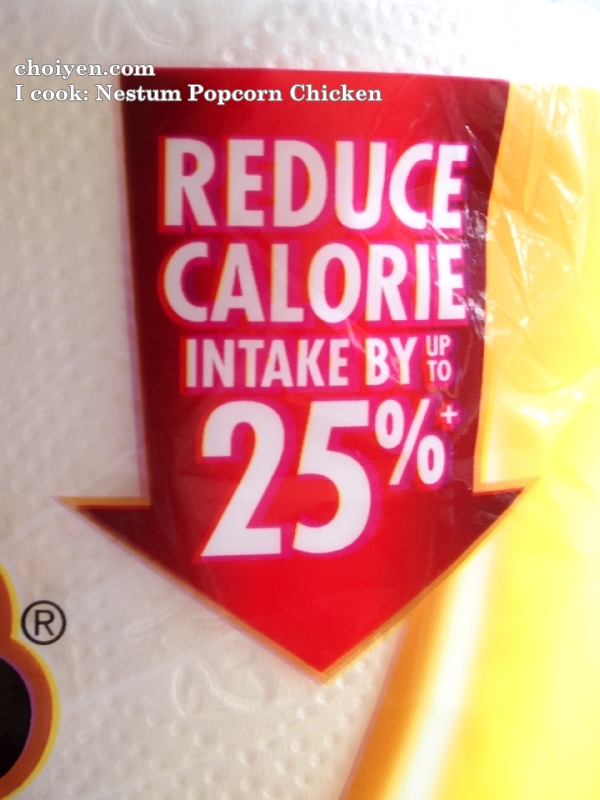 choiyen.com
I cook: Nestum Popcorn Chicken
REDUCE
CALORIE
INTAKE BY UP TO
25%+
®